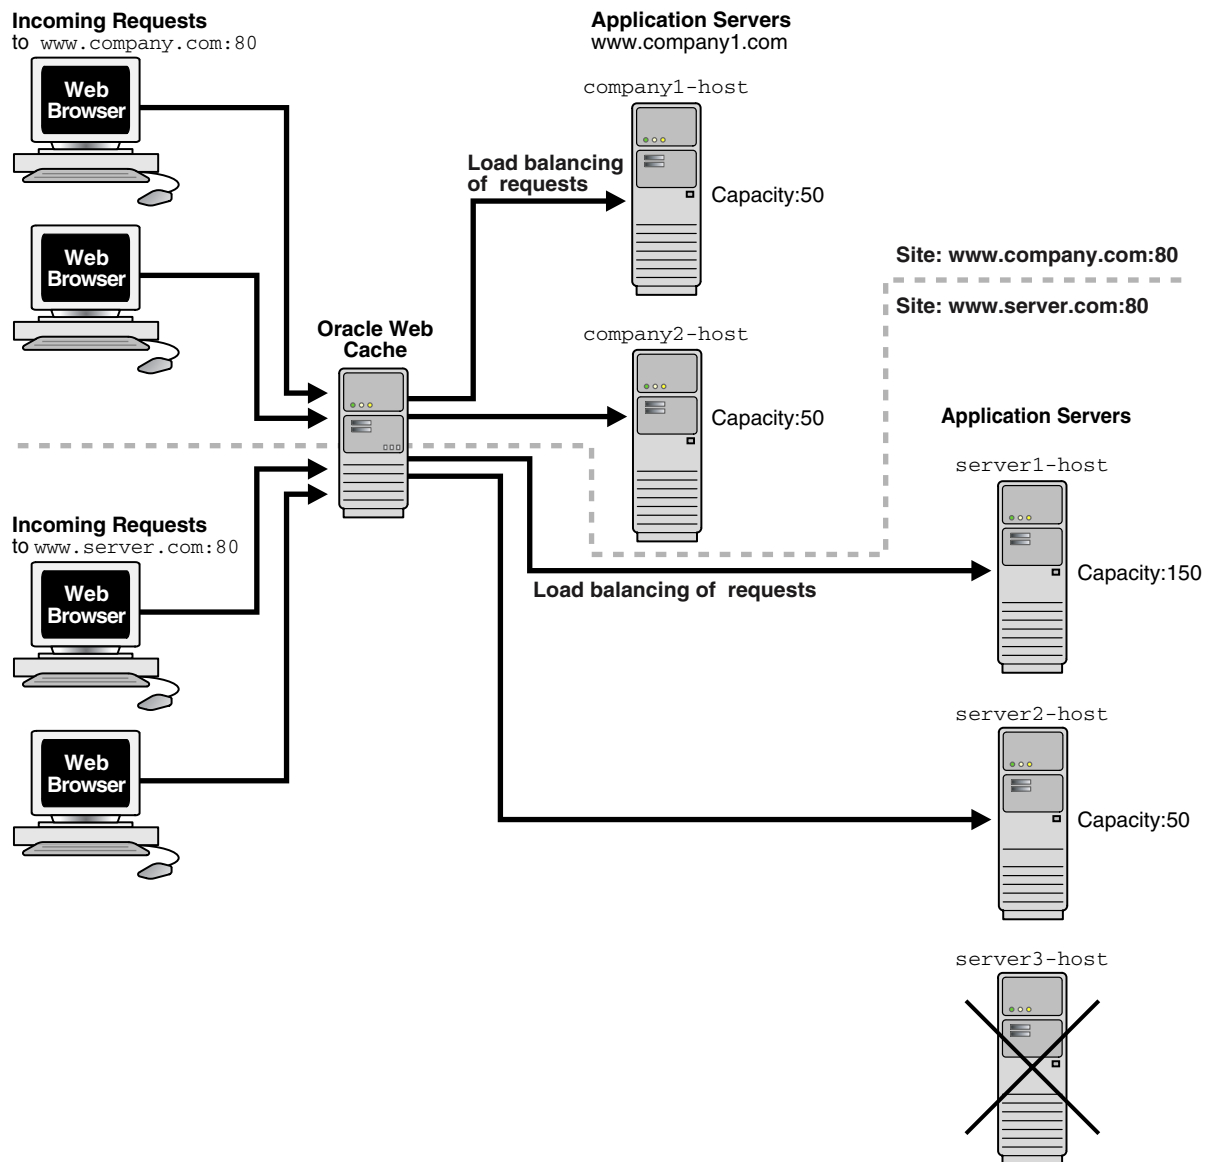 Incoming Requests
to www.company.com:80
Web
Browser
Web
Browser
Oracle Web
Cache
Incoming Requests
to www.server.com:80
Web
Browser
Web
Browser
Application Servers
www.company1.com
company1-host
Load balancing
of requests
Capacity:50
company2-host
Capacity:50
Site: www.company.com:80
Site: www.server.com:80
Application Servers
server1-host
Load balancing of requests
Capacity:150
server2-host
Capacity:50
server3-host